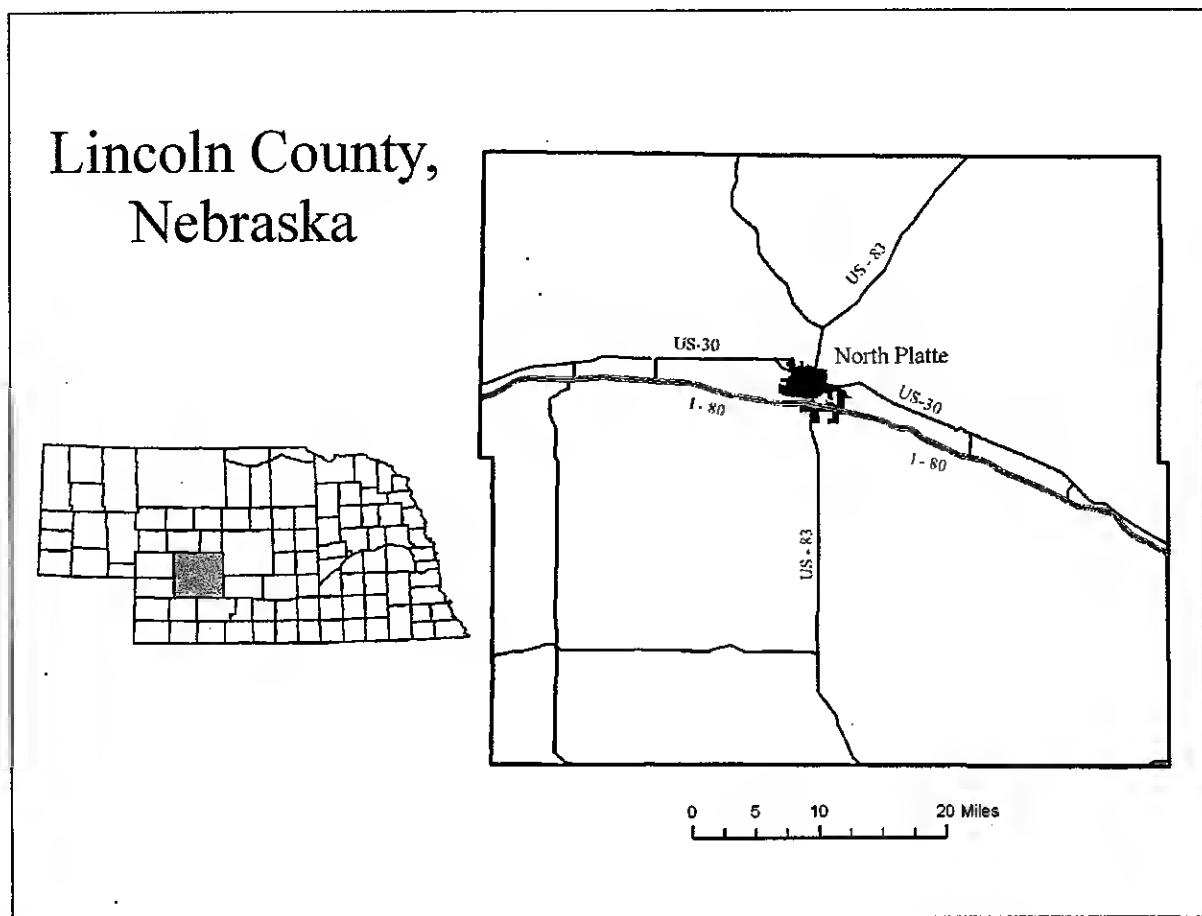 Lincoln County,
Nebraska
US - 83
US-30
North Platte
US-30
I - 80
I - 80
US - 83
0 5 10 20 Miles